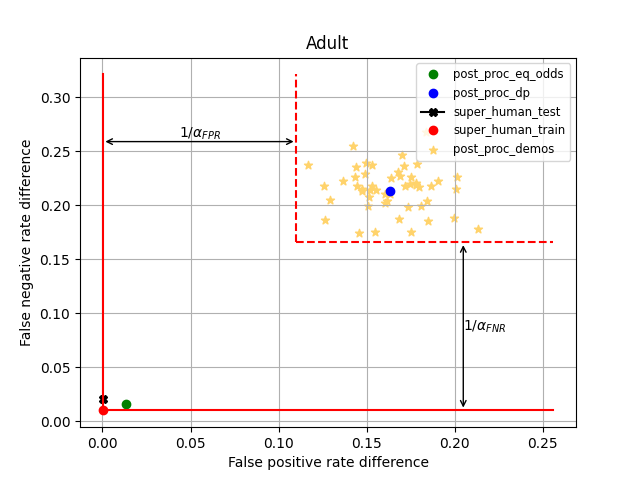 Adult
post_proc_eq_odds
post_proc_dp
super_human_test
super_human_train
post_proc_demos
1/α_FPR
1/α_FNR
0.30
0.25
0.20
0.15
0.10
0.05
0.00
False negative rate difference
0.00 0.05 0.10 0.15 0.20 0.25
False positive rate difference